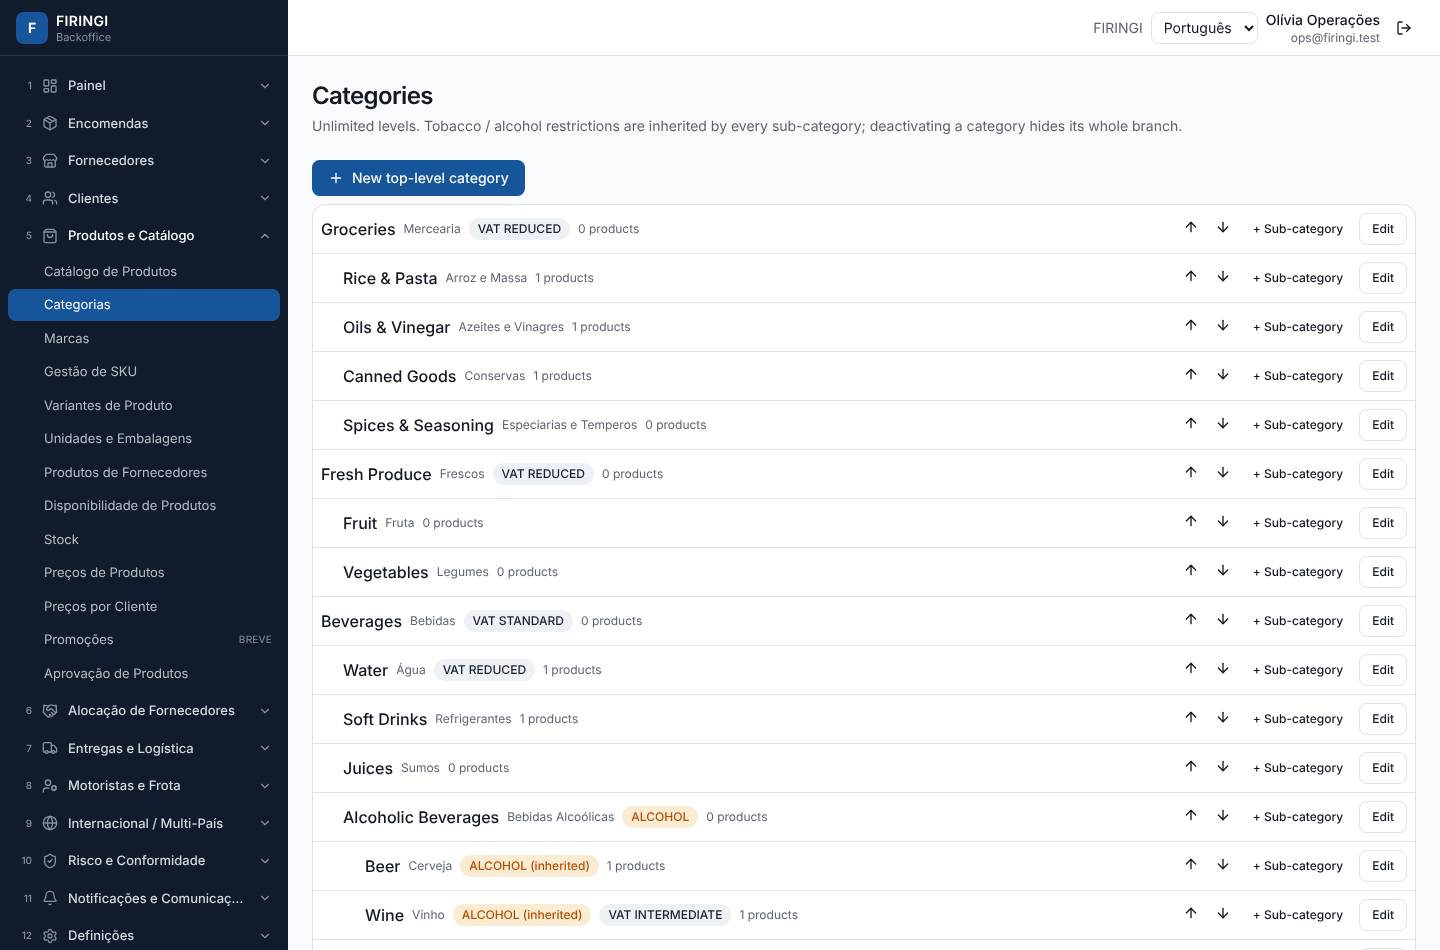 F
FIRINGI
Backoffice
FIRINGI
Português
Olívia Operações
ops@firingi.test
1 Painel
2 Encomendas
3 Fornecedores
4 Clientes
5 Produtos e Catálogo
Catálogo de Produtos
Categorias
Marcas
Gestão de SKU
Variantes de Produto
Unidades e Embalagens
Produtos de Fornecedores
Disponibilidade de Produtos
Stock
Preços de Produtos
Preços por Cliente
Promoções BREVE
Aprovação de Produtos
6 Alocação de Fornecedores
7 Entregas e Logística
8 Motoristas e Frota
9 Internacional / Multi-País
10 Risco e Conformidade
11 Notificações e Comunicaç...
12 Definições
Categories
Unlimited levels. Tobacco / alcohol restrictions are inherited by every sub-category; deactivating a category hides its whole branch.
+ New top-level category
Groceries Mercearia VAT REDUCED 0 products ↑ ↓ + Sub-category Edit
Rice & Pasta Arroz e Massa 1 products ↑ ↓ + Sub-category Edit
Oils & Vinegar Azeites e Vinagres 1 products ↑ ↓ + Sub-category Edit
Canned Goods Conservas 1 products ↑ ↓ + Sub-category Edit
Spices & Seasoning Especiarias e Temperos 0 products ↑ ↓ + Sub-category Edit
Fresh Produce Frescos VAT REDUCED 0 products ↑ ↓ + Sub-category Edit
Fruit Fruta 0 products ↑ ↓ + Sub-category Edit
Vegetables Legumes 0 products ↑ ↓ + Sub-category Edit
Beverages Bebidas VAT STANDARD 0 products ↑ ↓ + Sub-category Edit
Water Água VAT REDUCED 1 products ↑ ↓ + Sub-category Edit
Soft Drinks Refrigerantes 1 products ↑ ↓ + Sub-category Edit
Juices Sumos 0 products ↑ ↓ + Sub-category Edit
Alcoholic Beverages Bebidas Alcoólicas ALCOHOL 0 products ↑ ↓ + Sub-category Edit
Beer Cerveja ALCOHOL (inherited) 1 products ↑ ↓ + Sub-category Edit
Wine Vinho ALCOHOL (inherited) VAT INTERMEDIATE 1 products ↑ ↓ + Sub-category Edit